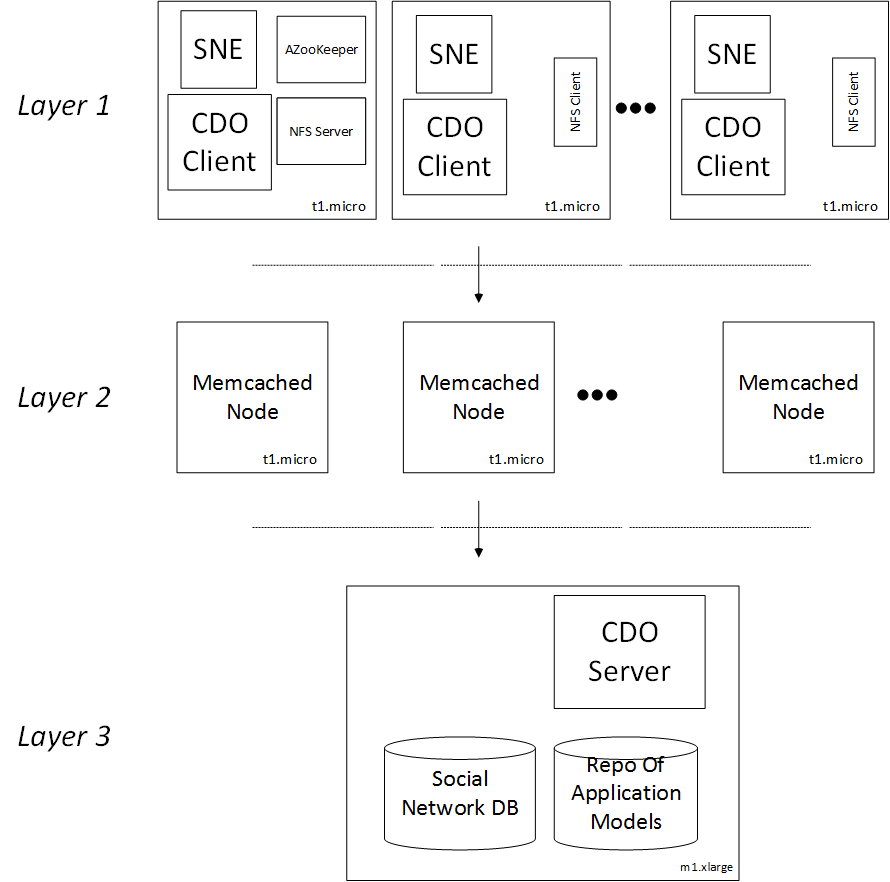 Layer 1
SNE
AZooKeeper
CDO
Client
NFS Server
t1.micro
SNE
CDO
Client
NFS Client
t1.micro
SNE
CDO
Client
NFS Client
t1.micro
Layer 2
Memcached
Node
t1.micro
Memcached
Node
t1.micro
Memcached
Node
t1.micro
Layer 3
CDO
Server
Social
Network DB
Repo Of
Application
Models
m1.xlarge